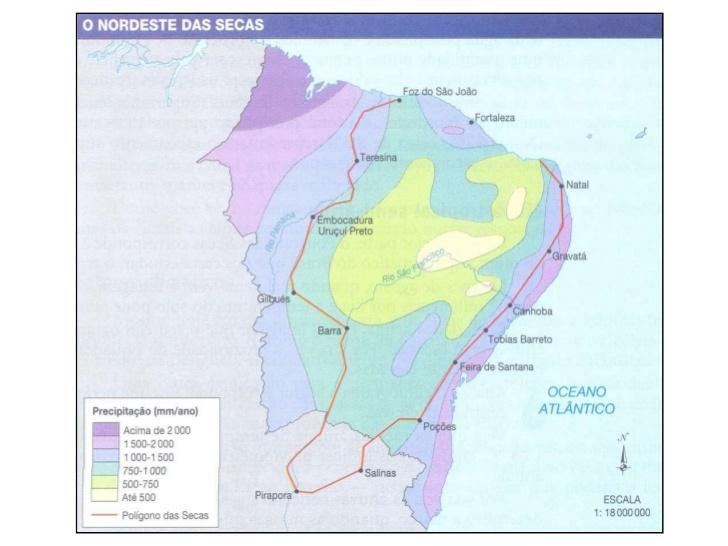 O NORDESTE DAS SECAS
Foz do São João
Fortaleza
Teresina
Natal
Embocadura
Uruçuí Preto
Rio Parnaíba
Gravatá
Rio São Francisco
Gilbués
Canhoba
Barra
Tobias Barreto
Feira de Santana
OCEANO
ATLÂNTICO
Poções
Salinas
Pirapora
Precipitação (mm/ano)
Acima de 2 000
1 500-2 000
1 000-1 500
750-1 000
500-750
Até 500
Polígono das Secas
N
ESCALA
1: 18 000 000